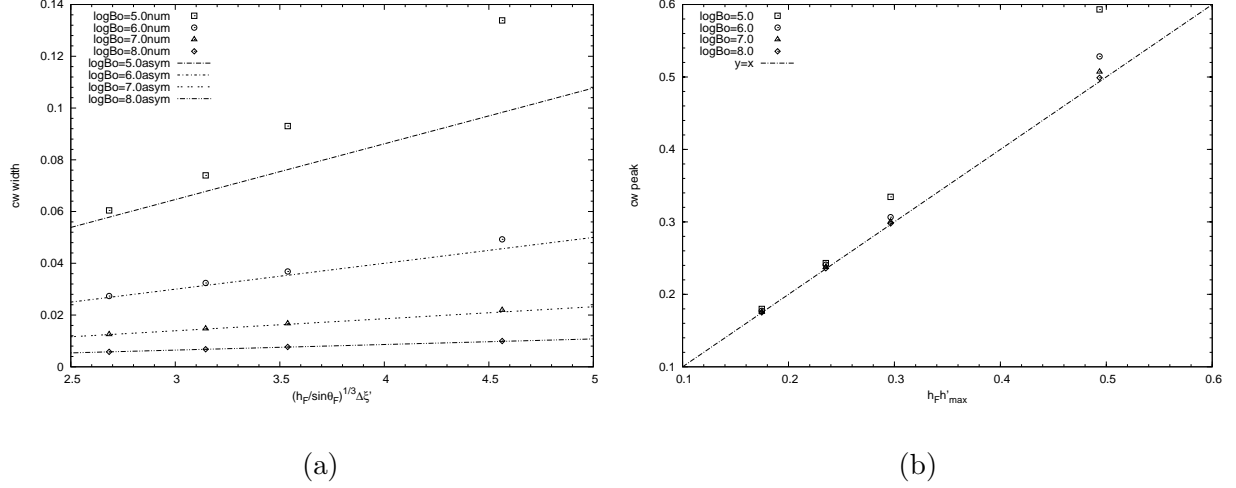 0.14
0.12
0.1
0.08
0.06
0.04
0.02
0
cw width
logBo=5.0num
logBo=6.0num
logBo=7.0num
logBo=8.0num
logBo=5.0asym
logBo=6.0asym
logBo=7.0asym
logBo=8.0asym
2.5 3 3.5 4 4.5 5
(h_F/sinθ_F)^{1/3}Δξ'
(a)
0.6
0.5
0.4
0.3
0.2
0.1
cw peak
logBo=5.0
logBo=6.0
logBo=7.0
logBo=8.0
y=x
0.1 0.2 0.3 0.4 0.5 0.6
h_Fh'_{max}
(b)